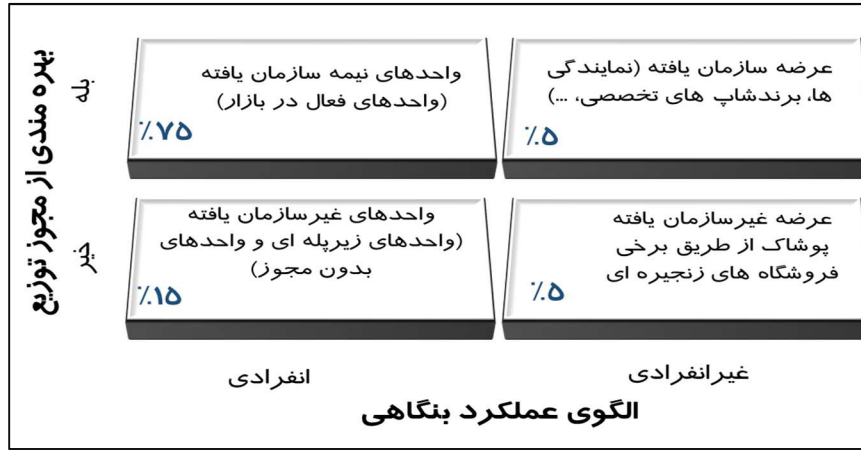 بهره مندی از مجوز توزیع
بله
خیر
عرضه سازمان یافته (نمایندگی
ها، برندشاپ های تخصصی، ...)
٪۵
واحدهای نیمه سازمان یافته
(واحدهای فعال در بازار)
٪۷۵
عرضه غیرسازمان یافته
پوشاک از طریق برخی
فروشگاه های زنجیره ای
٪۵
واحدهای غیرسازمان یافته
(واحدهای زیرپله ای و واحدهای
بدون مجوز)
٪۱۵
غیرانفرادی
انفرادی
الگوی عملکرد بنگاهی